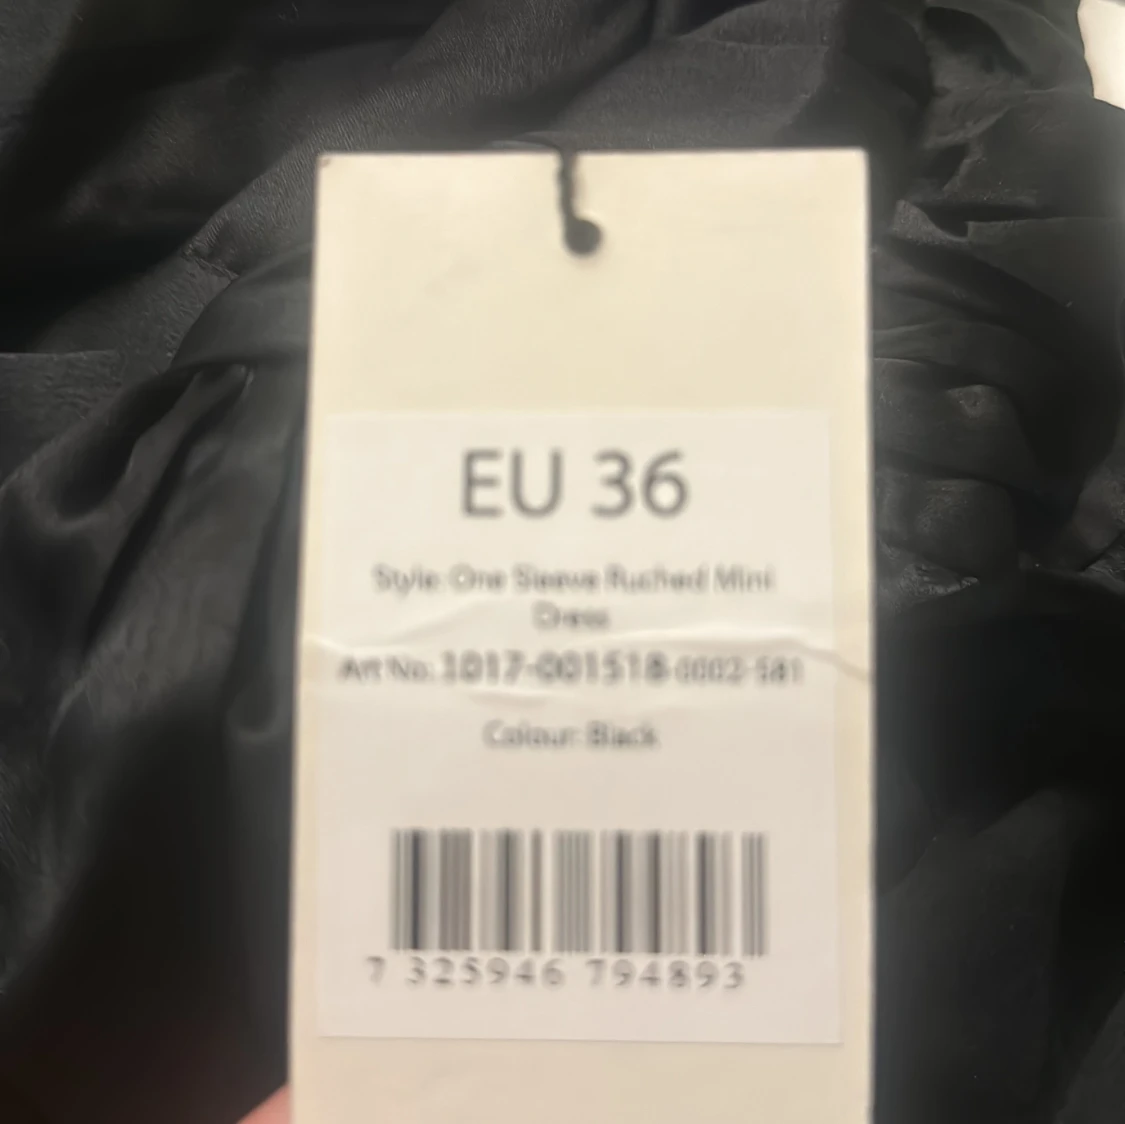 EU 36
Style: One Sleeve Ruched Mini
Dress
Art No. 1017-001518-0002-581
Colour: Black
7 325946 794893